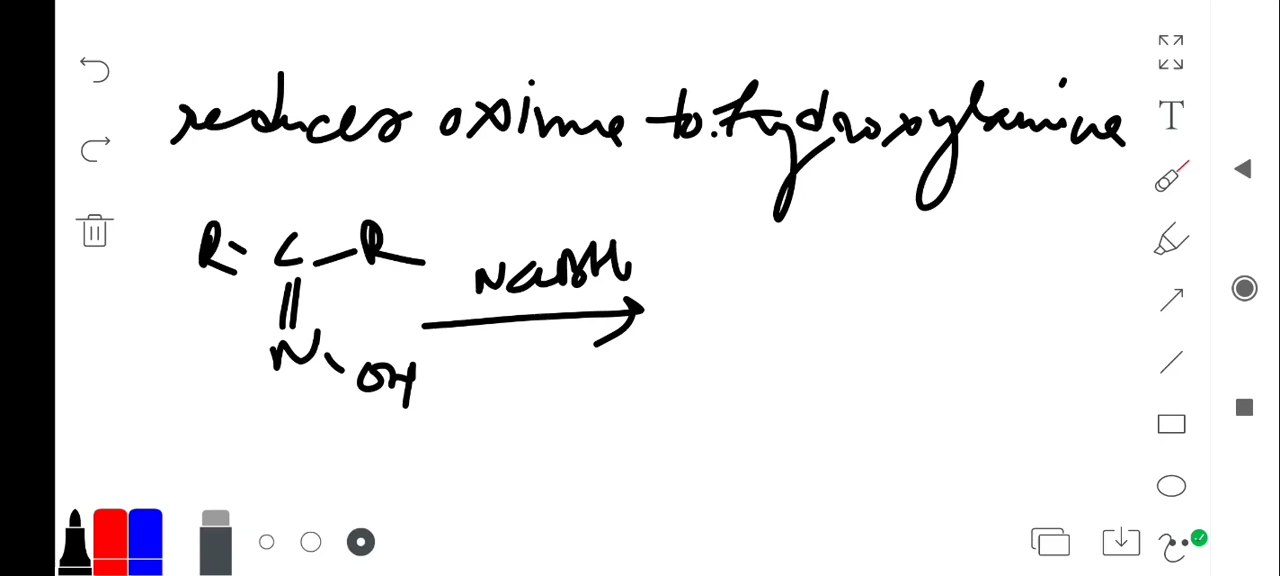 reduces oxime to hydroxylamine
R - C - R
NaBH
N - OH
T